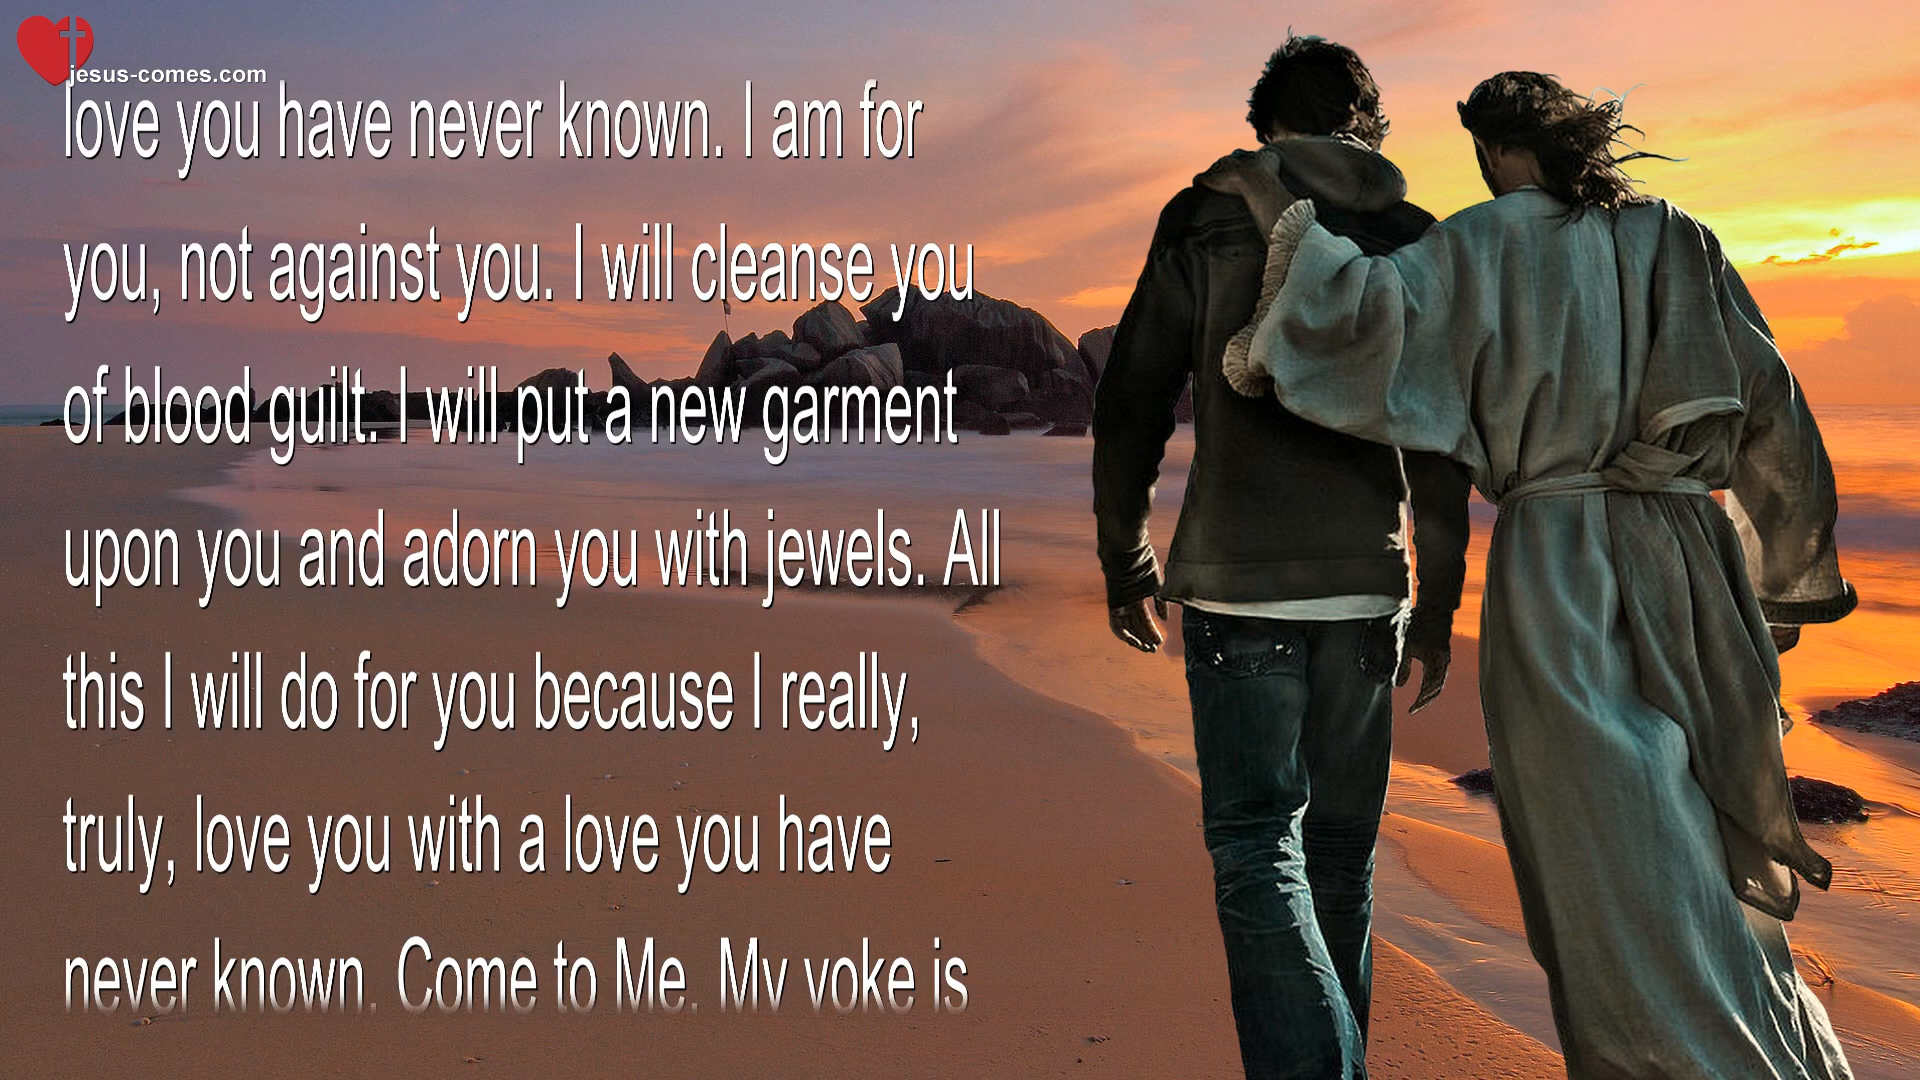 jesus-comes.com
love you have never known. I am for
you, not against you. I will cleanse you
of blood guilt. I will put a new garment
upon you and adorn you with jewels. All
this I will do for you because I really,
truly, love you with a love you have
never known. Come to Me. My yoke is